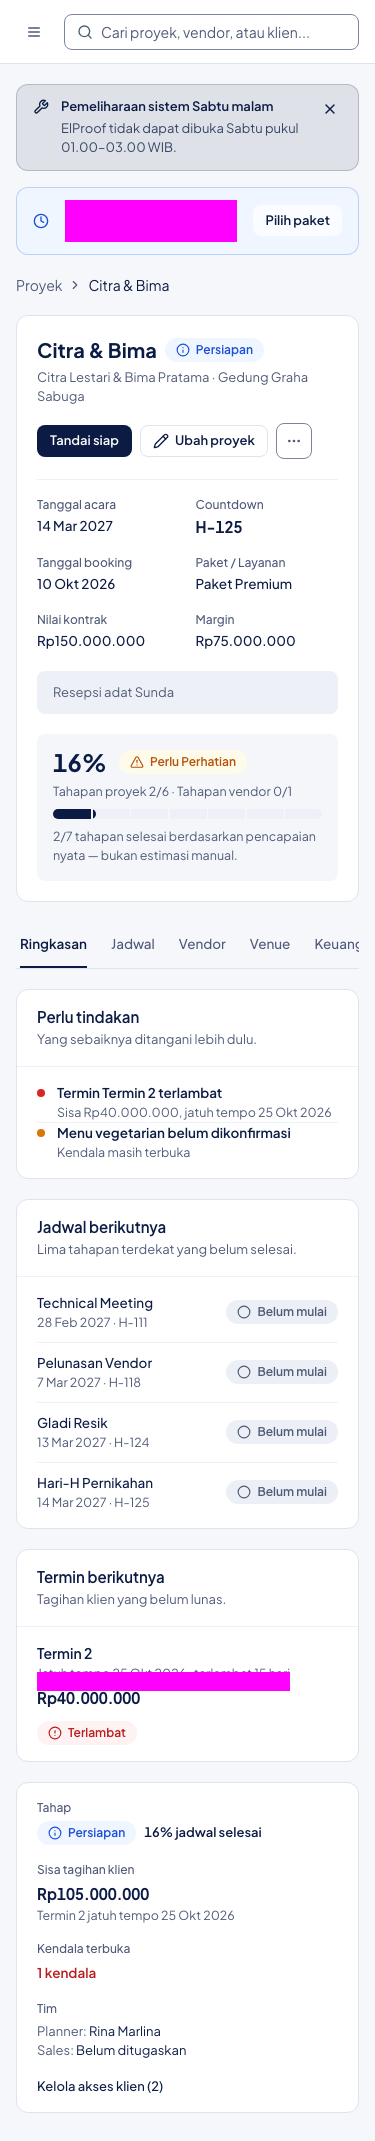 Cari proyek, vendor, atau klien...
Pemeliharaan sistem Sabtu malam
ElProof tidak dapat dibuka Sabtu pukul
01.00–03.00 WIB.
Pilih paket
Proyek > Citra & Bima
Citra & Bima
Persiapan
Citra Lestari & Bima Pratama · Gedung Graha
Sabuga
Tandai siap
Ubah proyek
Tanggal acara
14 Mar 2027
Countdown
H-125
Tanggal booking
10 Okt 2026
Paket / Layanan
Paket Premium
Nilai kontrak
Rp150.000.000
Margin
Rp75.000.000
Resepsi adat Sunda
16%
Perlu Perhatian
Tahapan proyek 2/6 · Tahapan vendor 0/1
2/7 tahapan selesai berdasarkan pencapaian
nyata — bukan estimasi manual.
Ringkasan
Jadwal
Vendor
Venue
Keuang
Perlu tindakan
Yang sebaiknya ditangani lebih dulu.
Termin Termin 2 terlambat
Sisa Rp40.000.000, jatuh tempo 25 Okt 2026
Menu vegetarian belum dikonfirmasi
Kendala masih terbuka
Jadwal berikutnya
Lima tahapan terdekat yang belum selesai.
Technical Meeting
28 Feb 2027 · H-111
Belum mulai
Pelunasan Vendor
7 Mar 2027 · H-118
Belum mulai
Gladi Resik
13 Mar 2027 · H-124
Belum mulai
Hari-H Pernikahan
14 Mar 2027 · H-125
Belum mulai
Termin berikutnya
Tagihan klien yang belum lunas.
Termin 2
Rp40.000.000
Terlambat
Tahap
Persiapan
16% jadwal selesai
Sisa tagihan klien
Rp105.000.000
Termin 2 jatuh tempo 25 Okt 2026
Kendala terbuka
1 kendala
Tim
Planner: Rina Marlina
Sales: Belum ditugaskan
Kelola akses klien (2)